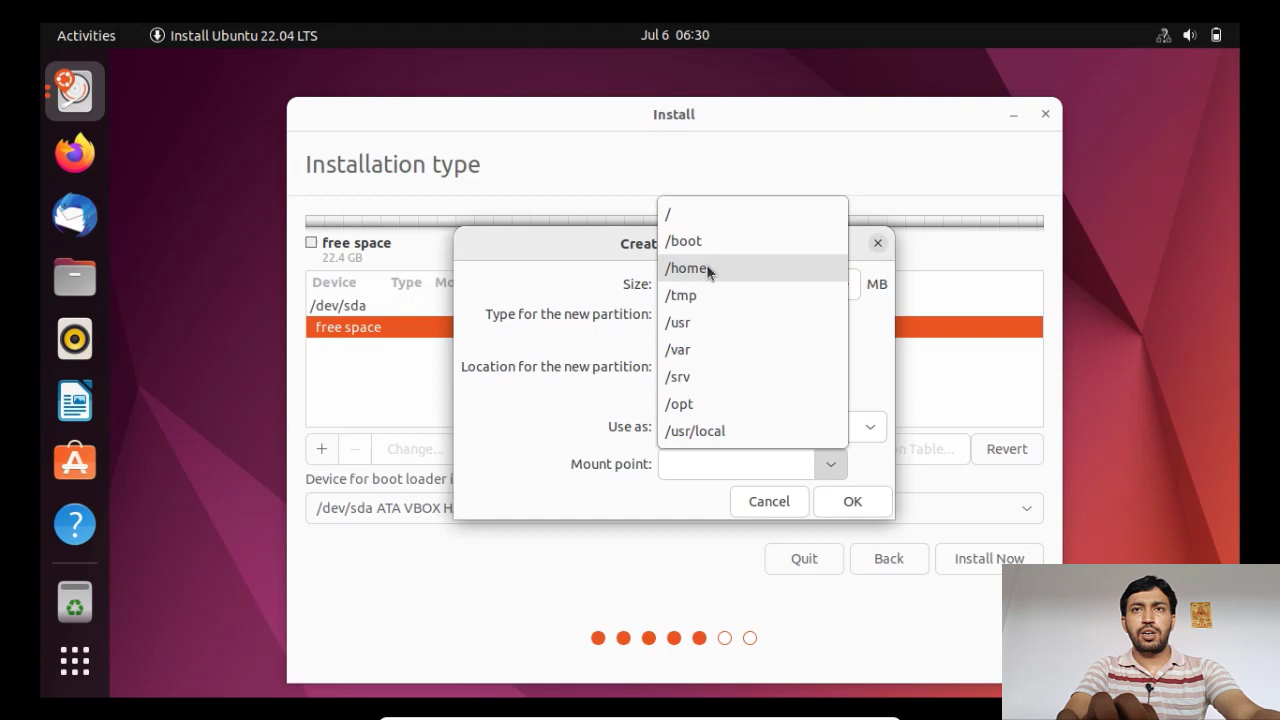 Activities
Install Ubuntu 22.04 LTS
Jul 6 06:30
Install
Installation type
free space
22.4 GB
Device Type Mo
/dev/sda
free space
+ – Change... n Table... Revert
Device for boot loader i
/dev/sda ATA VBOX H
Creat
Size: MB
Type for the new partition:
Location for the new partition:
Use as:
Mount point:
/
/boot
/home
/tmp
/usr
/var
/srv
/opt
/usr/local
Cancel OK
Quit Back Install Now